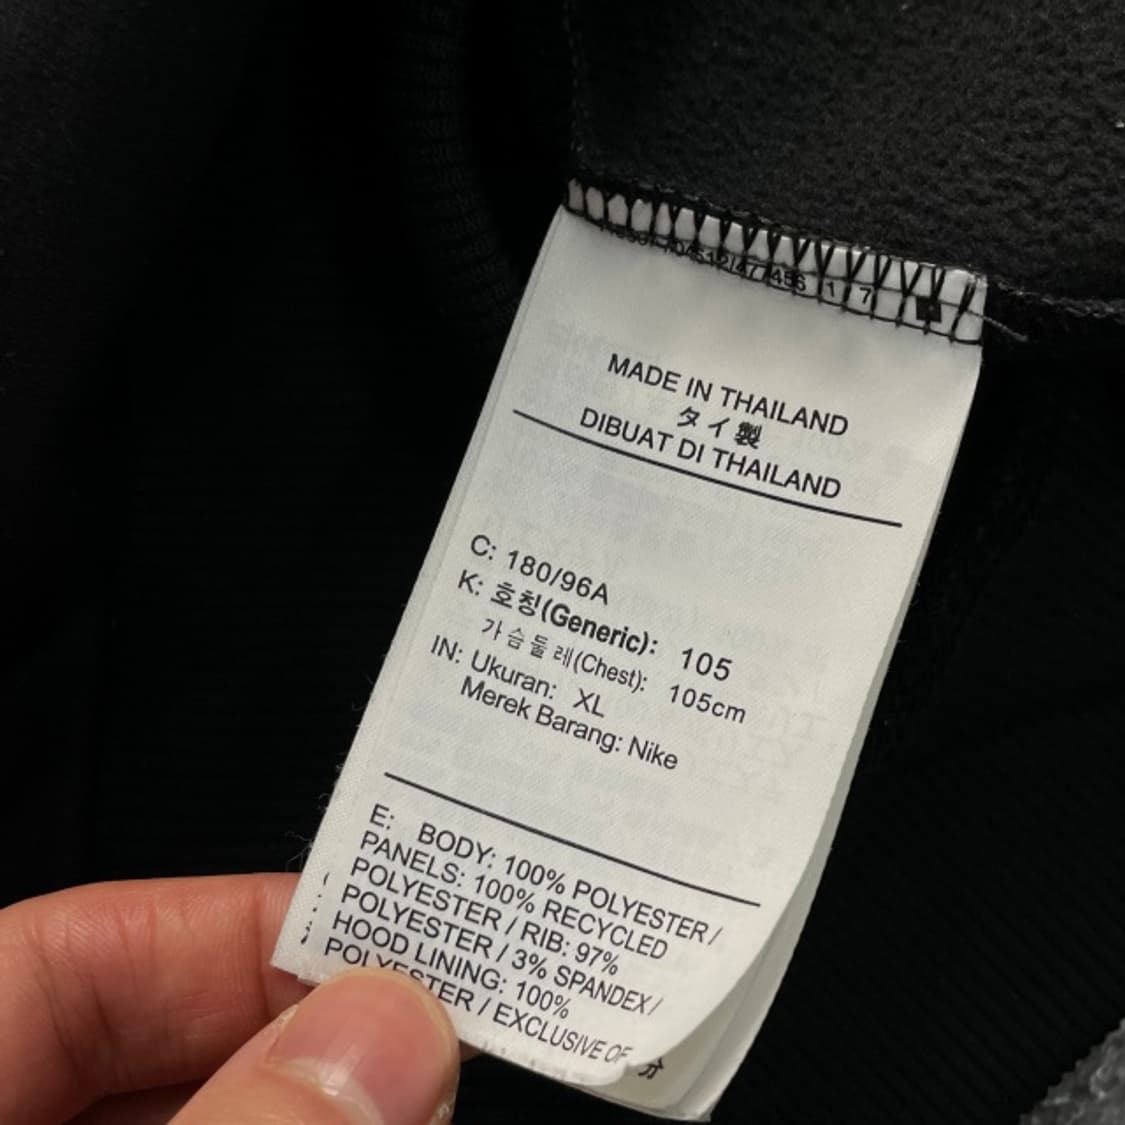 MADE IN THAILAND
タイ製
DIBUAT DI THAILAND
C: 180/96A
K: 호칭(Generic): 105
가슴둘레(Chest): 105cm
IN: Ukuran: XL
Merek Barang: Nike
E: BODY: 100% POLYESTER/
PANELS: 100% RECYCLED
POLYESTER / RIB: 97%
POLYESTER / 3% SPANDEX/
HOOD LINING: 100%
POLYESTER / EXCLUSIVE OF
分